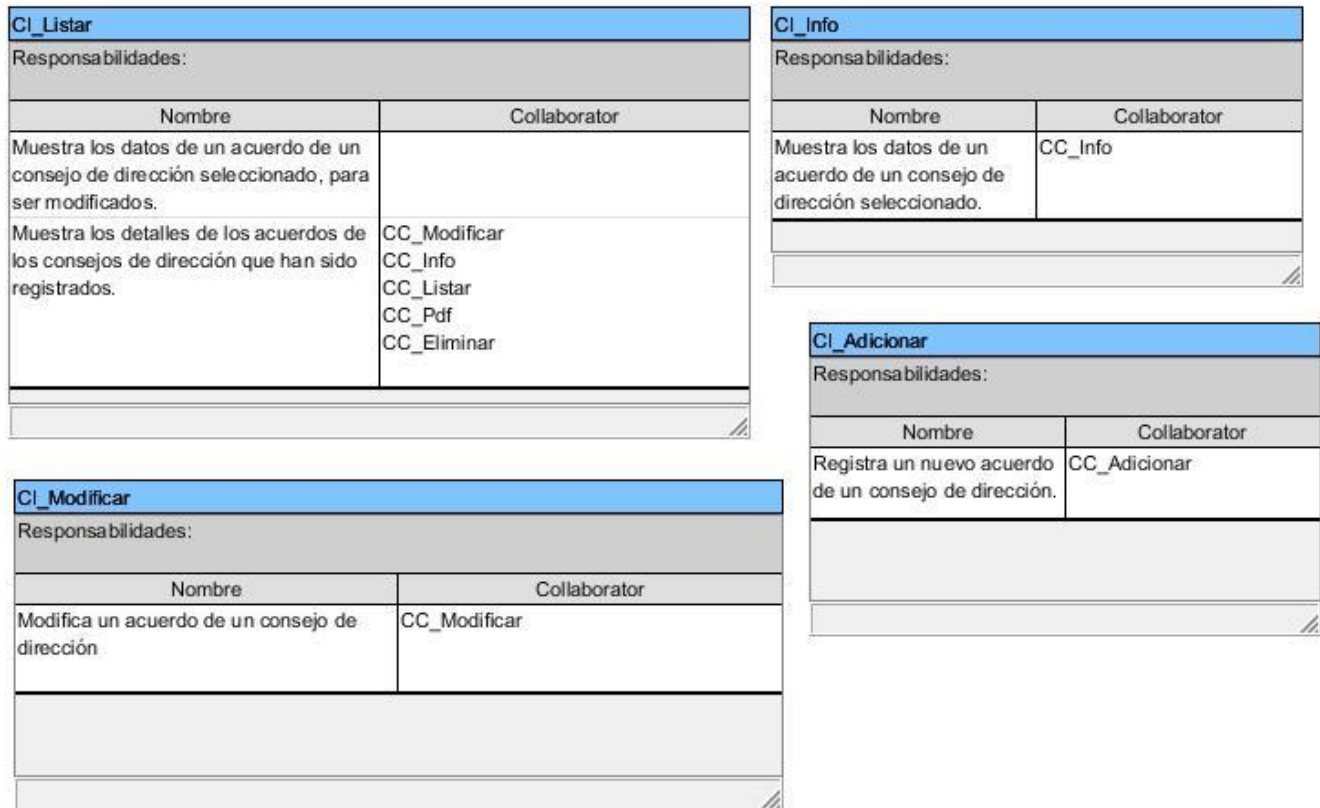 CI_Listar
Responsabilidades:
Nombre Collaborator
Muestra los datos de un acuerdo de un
consejo de dirección seleccionado, para
ser modificados.
Muestra los detalles de los acuerdos de CC_Modificar
los consejos de dirección que han sido CC_Info
registrados. CC_Listar
CC_Pdf
CC_Eliminar
CI_Info
Responsabilidades:
Nombre Collaborator
Muestra los datos de un CC_Info
acuerdo de un consejo de
dirección seleccionado.
CI_Adicionar
Responsabilidades:
Nombre Collaborator
Registra un nuevo acuerdo CC_Adicionar
de un consejo de dirección.
CI_Modificar
Responsabilidades:
Nombre Collaborator
Modifica un acuerdo de un consejo de CC_Modificar
dirección